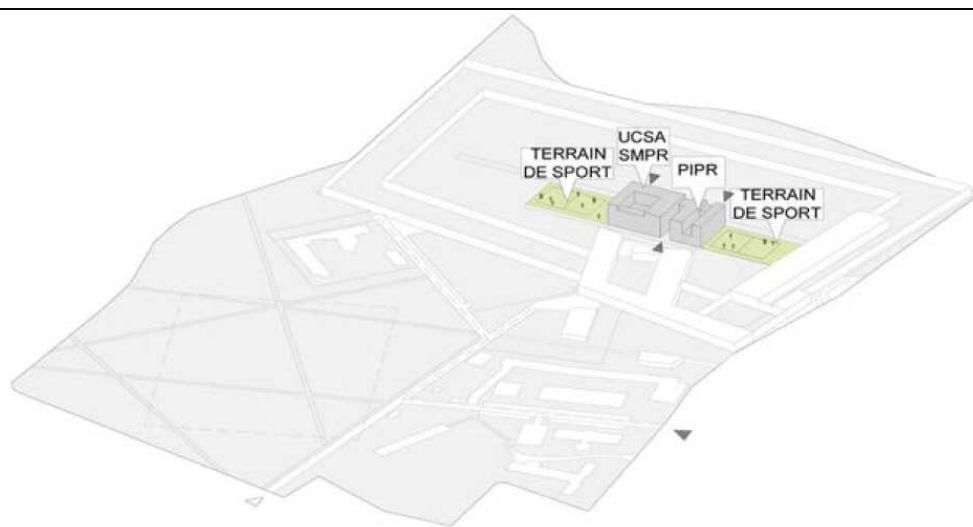 UCSA
SMPR
TERRAIN
DE SPORT
PIPR
TERRAIN
DE SPORT